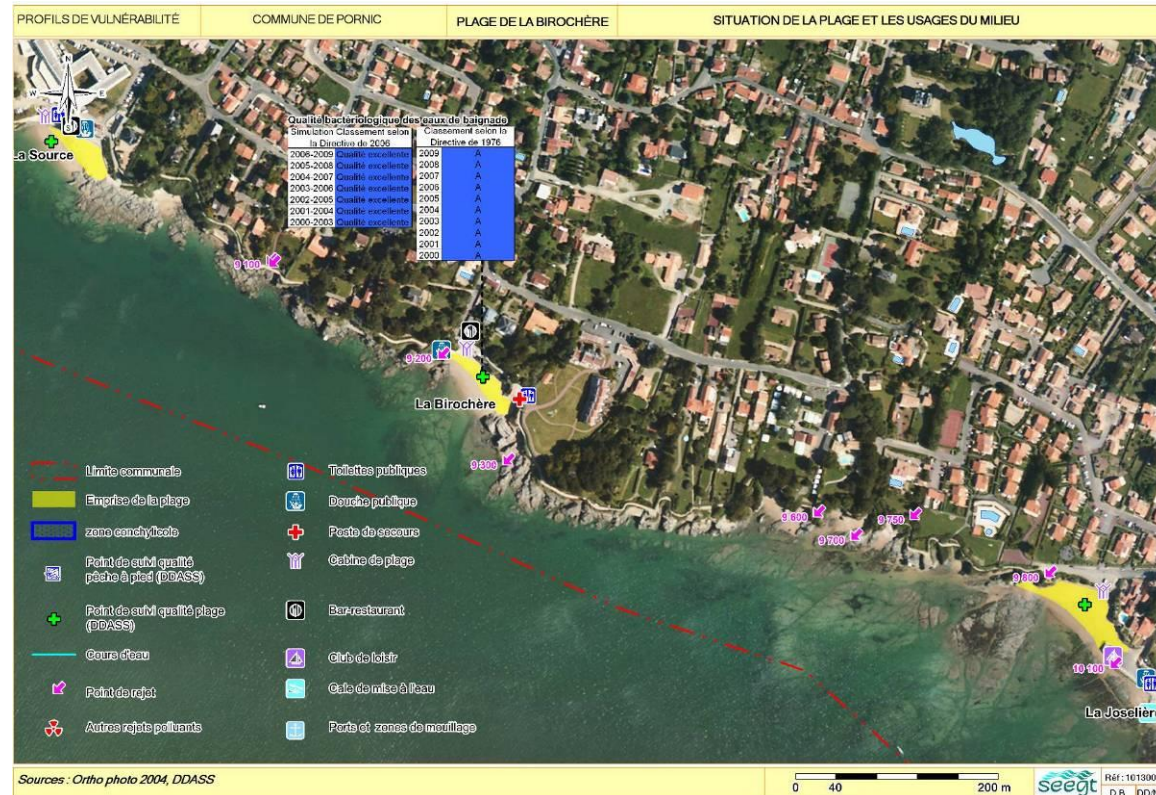 PROFILS DE VULNÉRABILITÉ
COMMUNE DE PORNIC
PLAGE DE LA BIROCHÈRE
SITUATION DE LA PLAGE ET LES USAGES DU MILIEU
N
W E
S
La Source
Qualité bactériologique des eaux de baignade
Simulation Classement selon
la Directive de 2006
2006-2009 Qualité excellente
2005-2008 Qualité excellente
2004-2007 Qualité excellente
2003-2006 Qualité excellente
2002-2005 Qualité excellente
2001-2004 Qualité excellente
2000-2003 Qualité excellente
Classement selon la
Directive de 1976
2009 A
2008 A
2007 A
2006 A
2005 A
2004 A
2003 A
2002 A
2001 A
2000 A
9 100
9 200
La Birochère
9 300
9 600
9 700
9 750
9 800
10 100
La Joselière
Limite communale
Emprise de la plage
zone conchylicole
Point de suivi qualité
pêche à pied (DDASS)
Point de suivi qualité plage
(DDASS)
Cours d'eau
Point de rejet
Autres rejets polluants
Toilettes publiques
Douche publique
Poste de secours
Cabine de plage
Bar-restaurant
Club de loisir
Cale de mise à l'eau
Ports et zones de mouillage
Sources : Ortho photo 2004, DDASS
0 40 200 m
seegt
Réf : 101300
D.B.